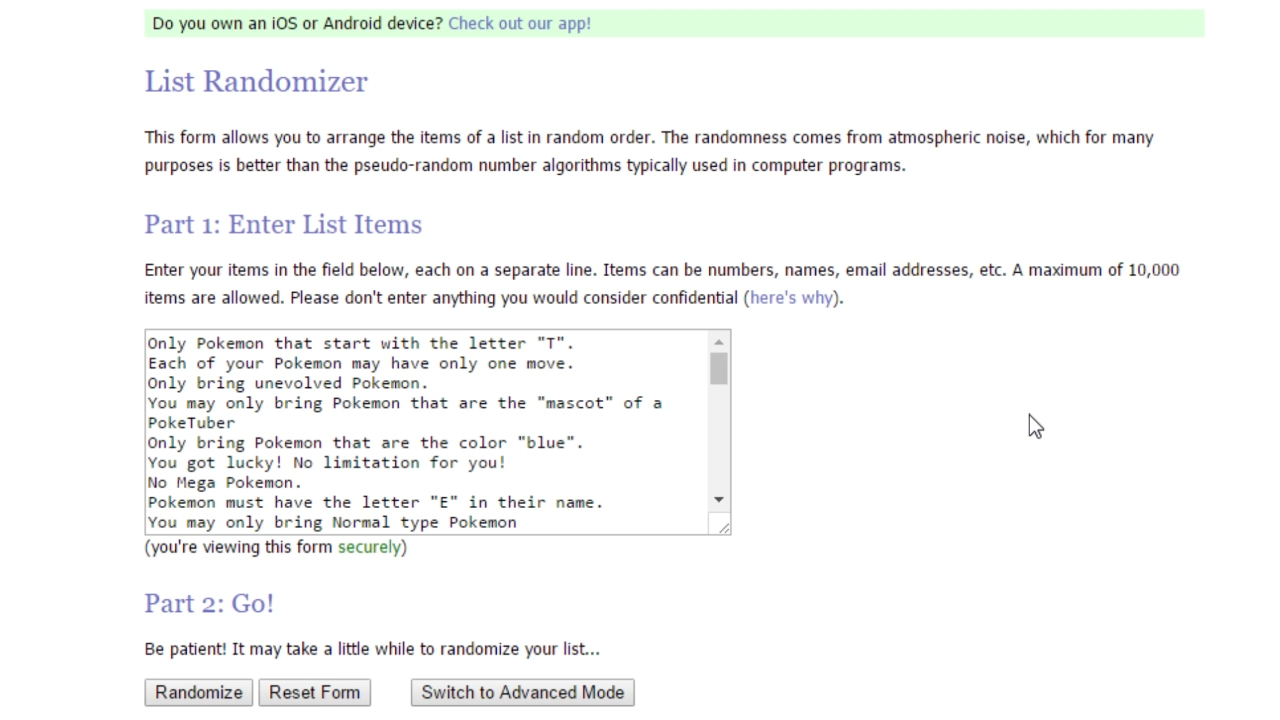 Do you own an iOS or Android device? Check out our app!
List Randomizer
This form allows you to arrange the items of a list in random order. The randomness comes from atmospheric noise, which for many
purposes is better than the pseudo-random number algorithms typically used in computer programs.
Part 1: Enter List Items
Enter your items in the field below, each on a separate line. Items can be numbers, names, email addresses, etc. A maximum of 10,000
items are allowed. Please don't enter anything you would consider confidential (here's why).
Only Pokemon that start with the letter "T".
Each of your Pokemon may have only one move.
Only bring unevolved Pokemon.
You may only bring Pokemon that are the "mascot" of a
PokeTuber
Only bring Pokemon that are the color "blue".
You got lucky! No limitation for you!
No Mega Pokemon.
Pokemon must have the letter "E" in their name.
You may only bring Normal type Pokemon
(you're viewing this form securely)
Part 2: Go!
Be patient! It may take a little while to randomize your list...
Randomize Reset Form Switch to Advanced Mode